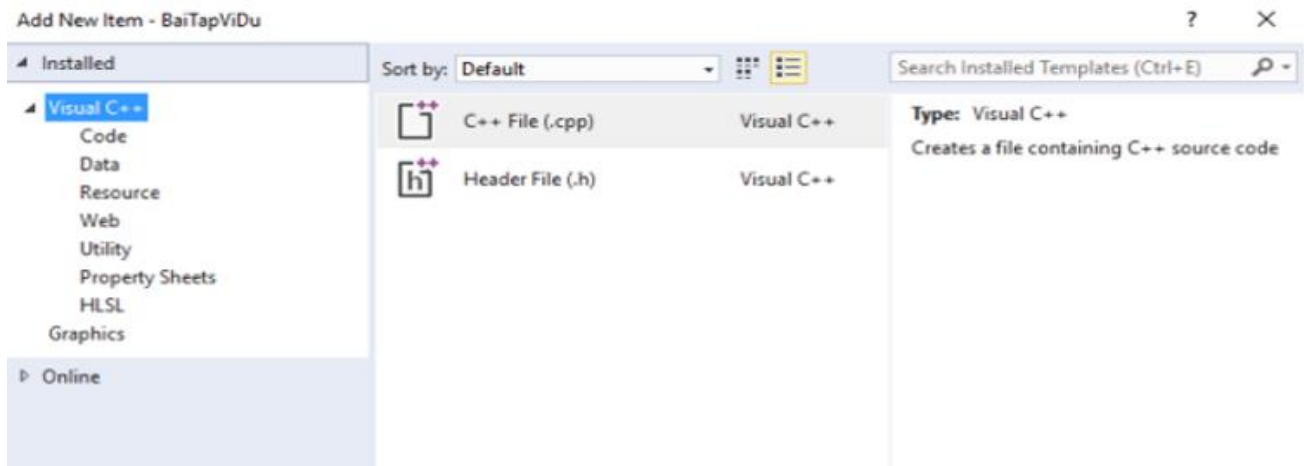 Add New Item - BaiTapViDu
? ×
Installed
Sort by: Default
Search Installed Templates (Ctrl+E)
Visual C++
Code
Data
Resource
Web
Utility
Property Sheets
HLSL
Graphics
Online
C++ File (.cpp) Visual C++
Header File (.h) Visual C++
Type: Visual C++
Creates a file containing C++ source code